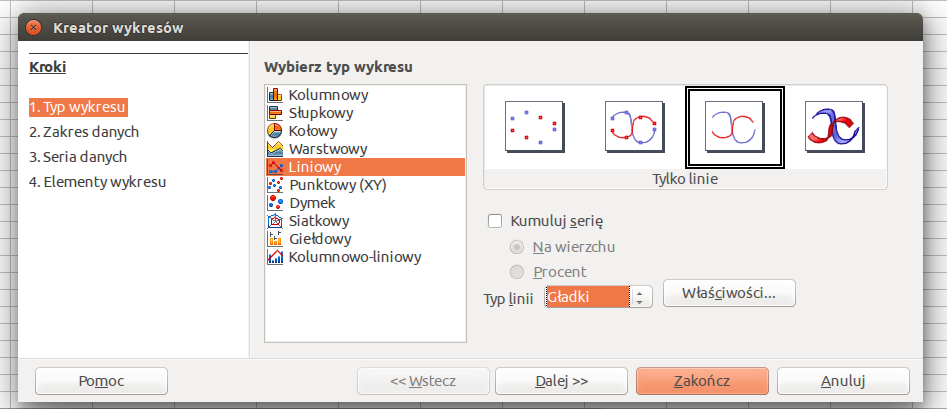 Kreator wykresów
Kroki
1. Typ wykresu
2. Zakres danych
3. Seria danych
4. Elementy wykresu
Wybierz typ wykresu
Kolumnowy
Słupkowy
Kołowy
Warstwowy
Liniowy
Punktowy (XY)
Dymek
Siatkowy
Giełdowy
Kolumnowo-liniowy
Tylko linie
Kumuluj serię
Na wierzchu
Procent
Typ linii Gładki Właściwości...
Pomoc << Wstecz Dalej >> Zakończ Anuluj